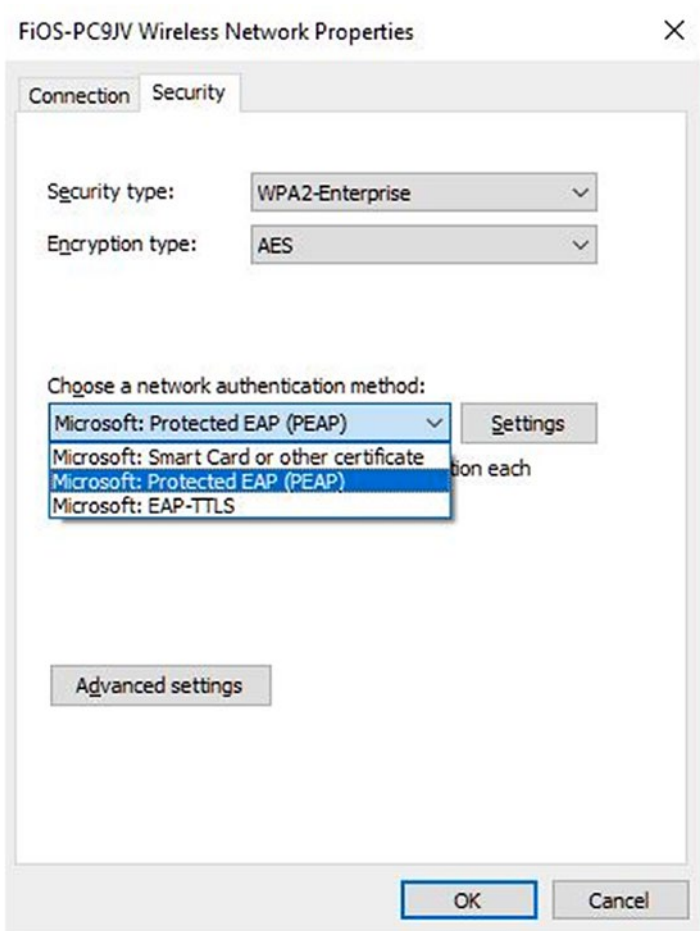 FiOS-PC9JV Wireless Network Properties
Connection Security
Security type: WPA2-Enterprise
Encryption type: AES
Choose a network authentication method:
Microsoft: Protected EAP (PEAP) Settings
Microsoft: Smart Card or other certificate
tion each
Microsoft: Protected EAP (PEAP)
Microsoft: EAP-TTLS
Advanced settings
OK Cancel